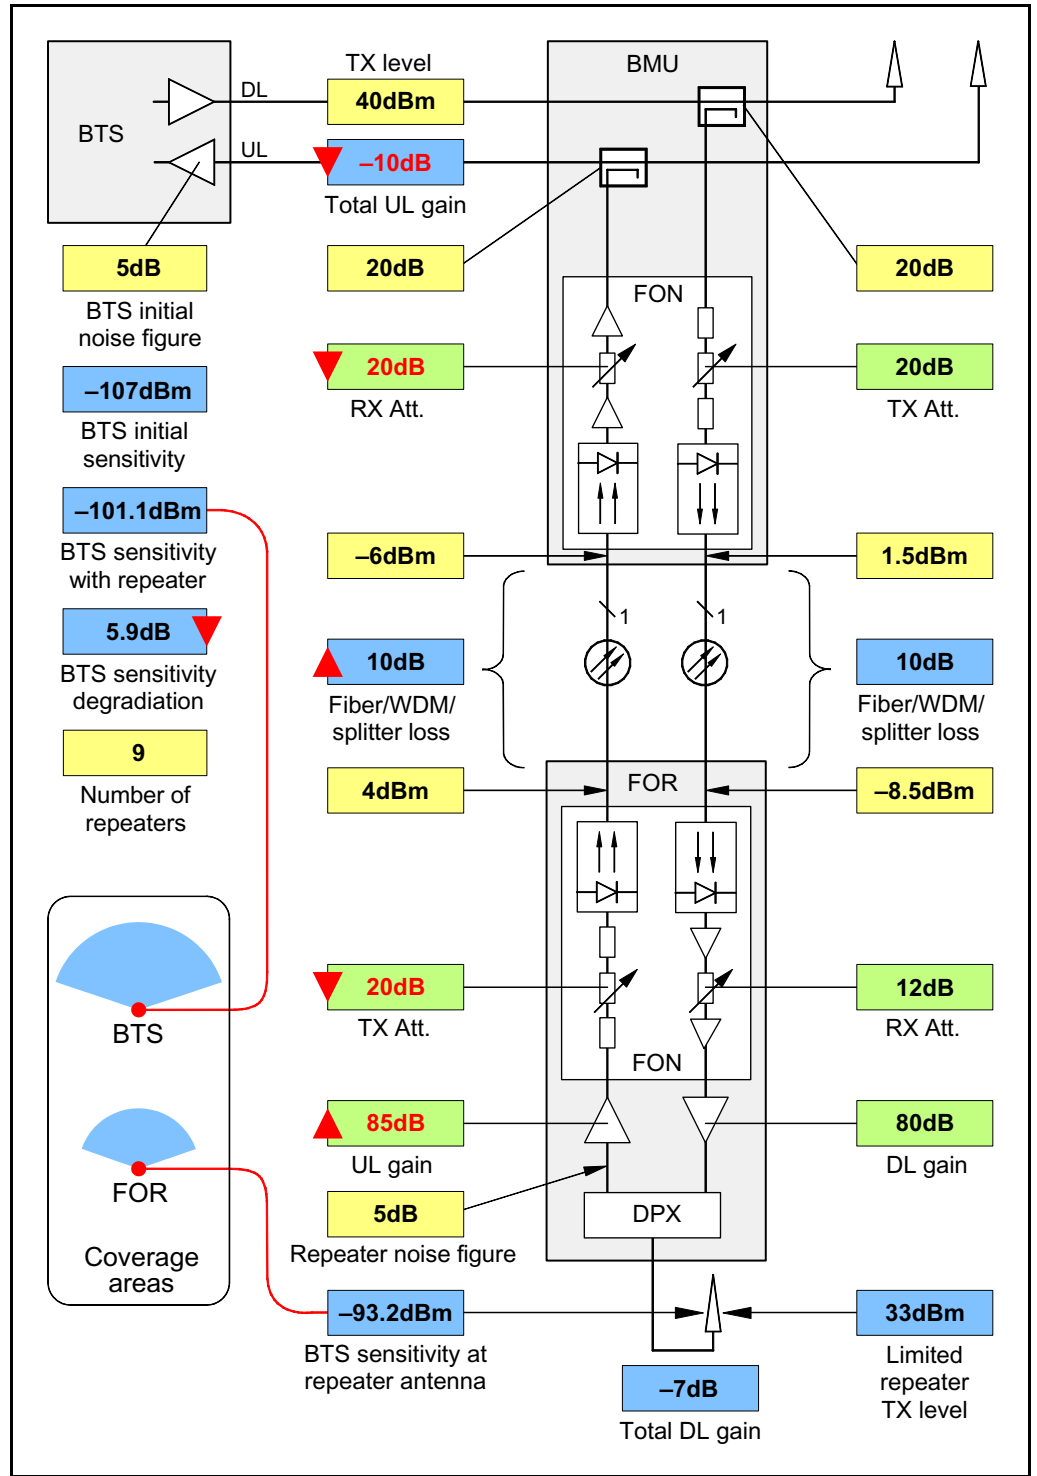 TX level
BMU
DL
40dBm
BTS
UL
–10dB
Total UL gain
5dB
20dB
20dB
BTS initial
noise figure
FON
–107dBm
20dB
20dB
RX Att.
TX Att.
BTS initial
sensitivity
–101.1dBm
BTS sensitivity
with repeater
–6dBm
1.5dBm
1
1
5.9dB
10dB
10dB
BTS sensitivity
degradation
Fiber/WDM/
splitter loss
Fiber/WDM/
splitter loss
9
Number of
repeaters
FOR
4dBm
–8.5dBm
BTS
20dB
12dB
TX Att.
RX Att.
FON
85dB
80dB
UL gain
DL gain
FOR
5dB
DPX
Repeater noise figure
Coverage
areas
–93.2dBm
33dBm
BTS sensitivity at
repeater antenna
Limited
repeater
TX level
–7dB
Total DL gain